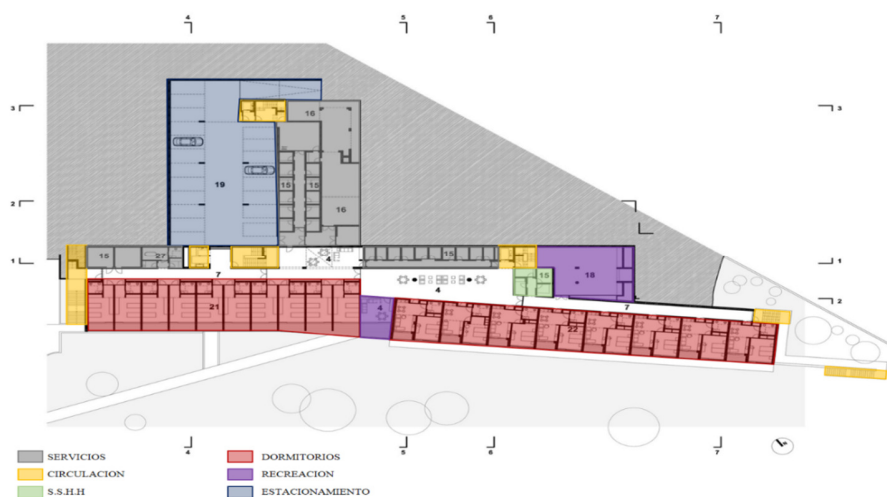 4 5 6 7
3 16 3
15 15
19
2 16 2
1 15 27 4 15 1
7 18
4 15
21 4 7 2
22
4 5 6 7
SERVICIOS DORMITORIOS
CIRCULACION RECREACION
S.S.H.H ESTACIONAMIENTO